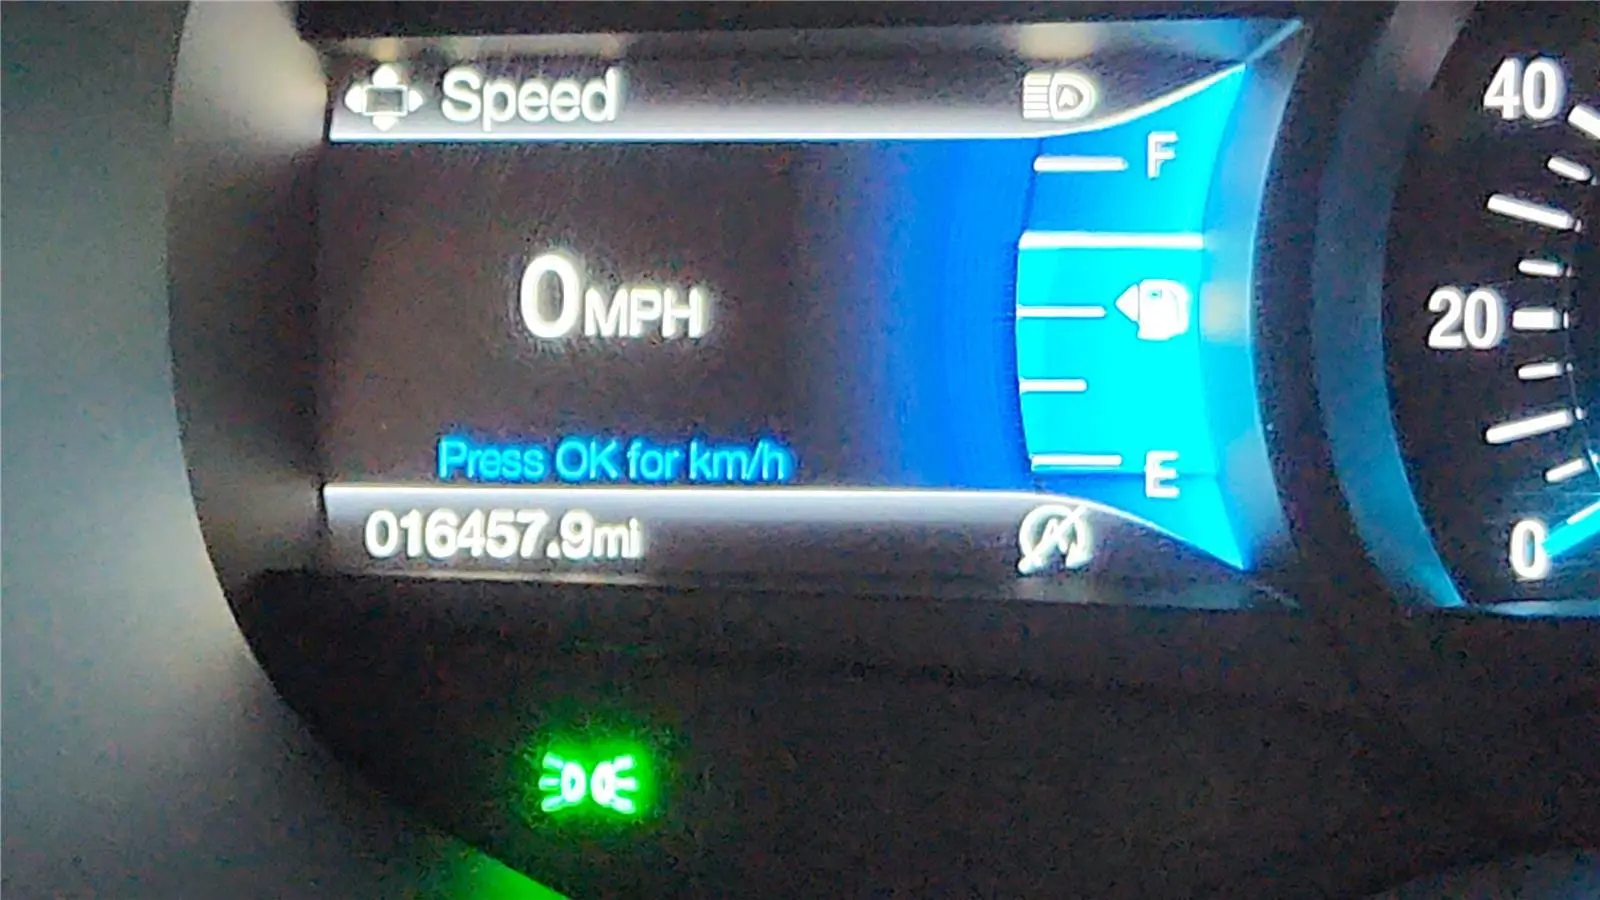 Speed
A
F
0MPH
Press OK for km/h
E
016457.9mi
A
40
20
0